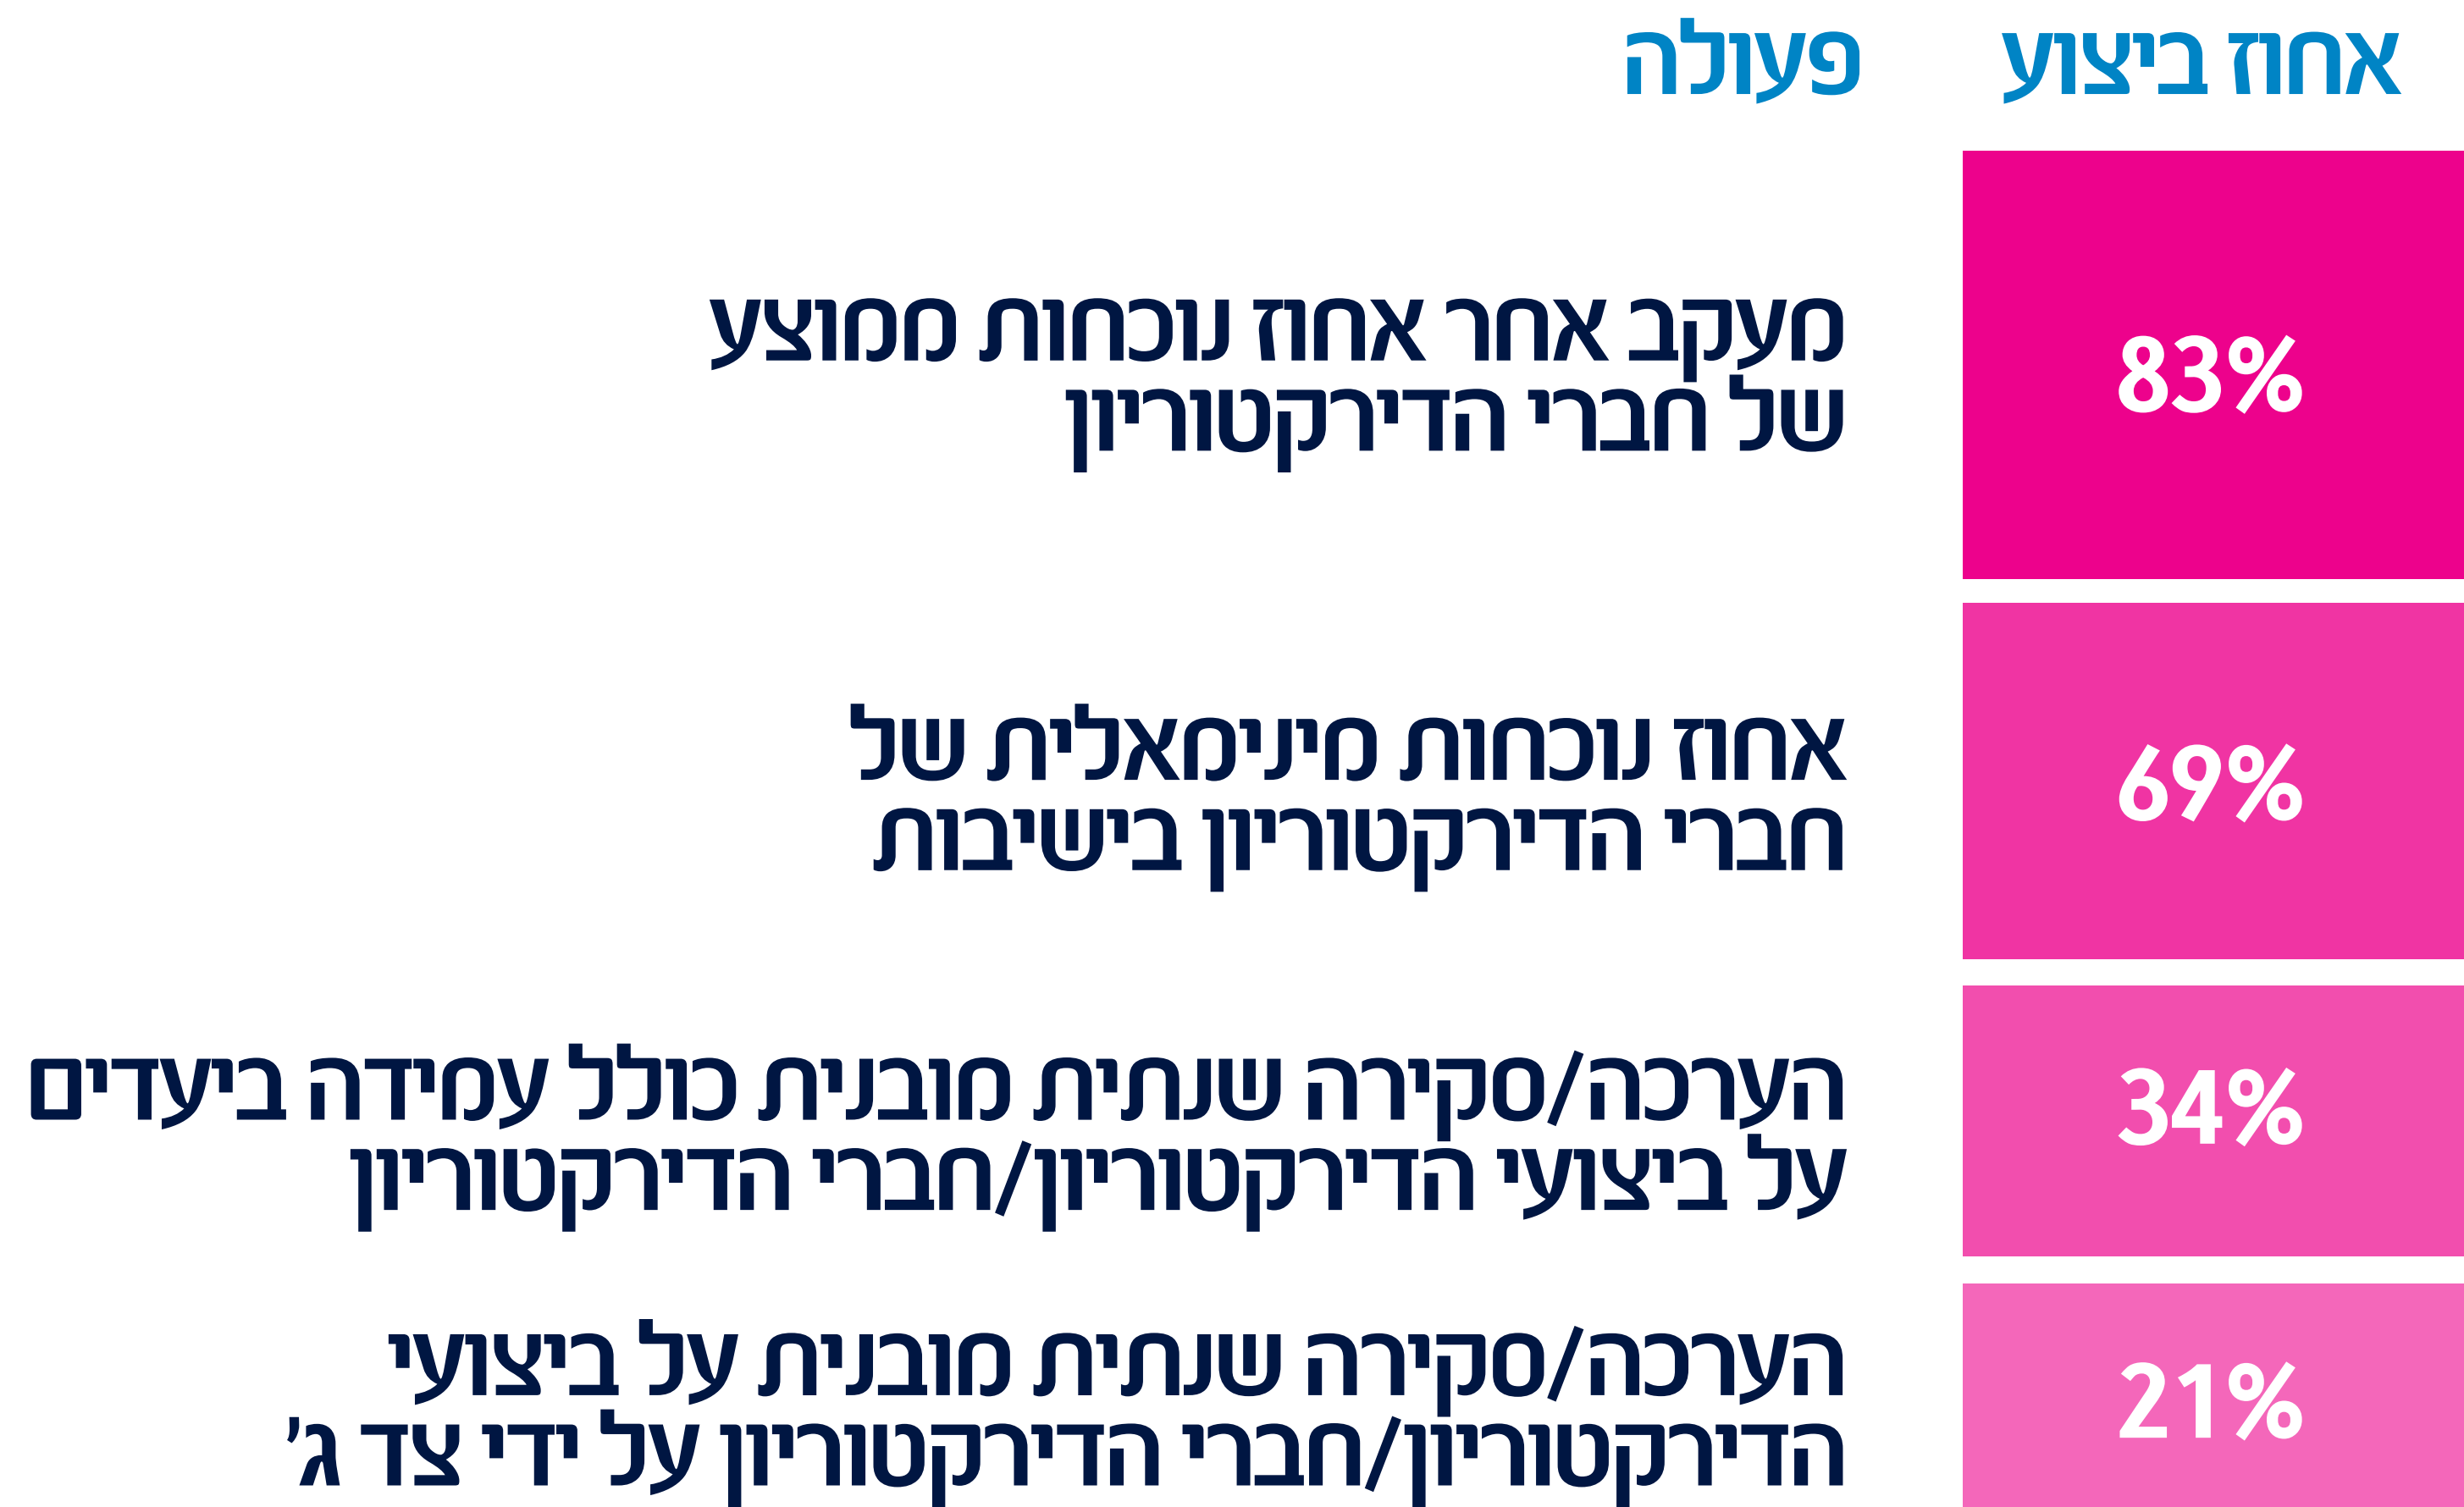 אחוז ביצוע
פעולה
83%
מעקב אחר אחוז נוכחות ממוצע
של חברי הדירקטוריון
69%
אחוז נוכחות מינימאלית של
חברי הדירקטוריון בישיבות
34%
הערכה/סקירה שנתית מובנית כולל עמידה ביעדים
על ביצועי הדירקטוריון/חברי הדירקטוריון
21%
הערכה/סקירה שנתית מובנית על ביצועי
הדירקטוריון/חברי הדירקטוריון על ידי צד ג'